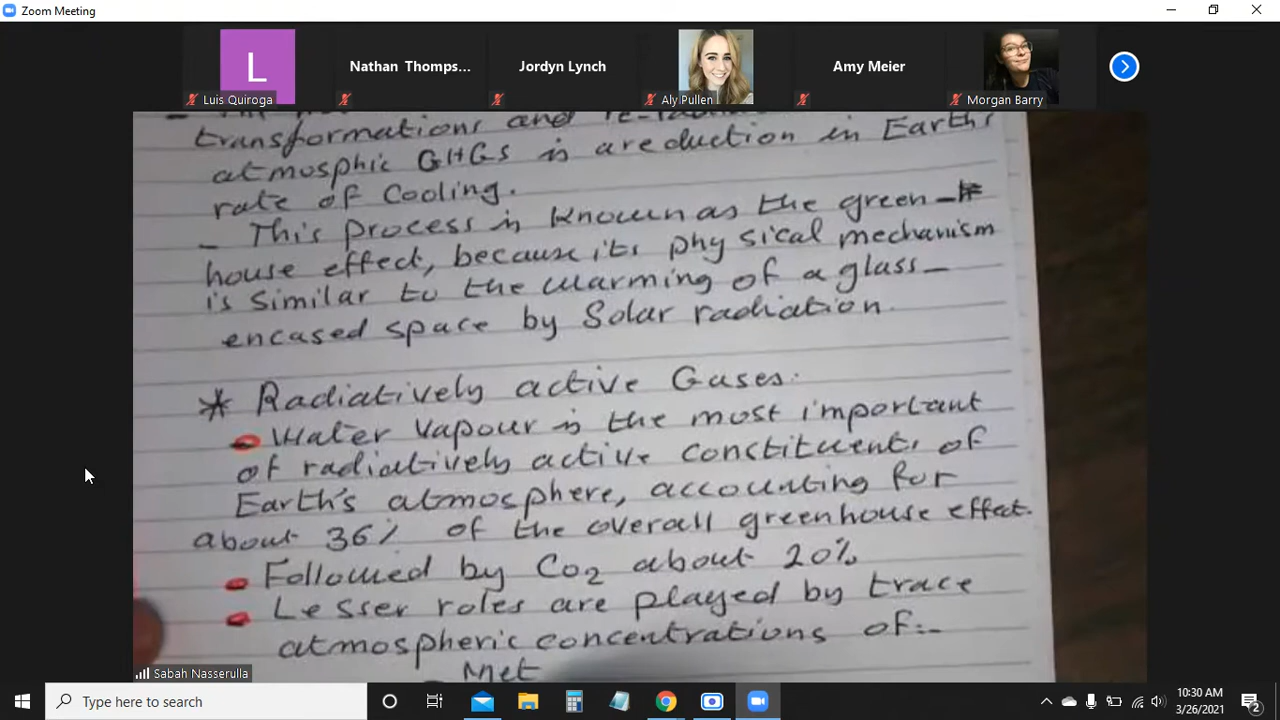 Zoom Meeting
L
Luis Quiroga
Nathan Thomps...
Jordyn Lynch
Aly Pullen
Amy Meier
Morgan Barry
transformations and
atmosphic GHGs is a reduction in Earth's
rate of Cooling.
- This process is known as the green-
house effect, because its physical mechanism
is similar to the warming of a glass-
encased space by Solar radiation.
* Radiatively active Gases.
Water Vapour is the most important
of radiatively active constituents of
Earth's atmosphere, accounting for
about 36% of the overall greenhouse effect.
Followed by CO2 about 20%
Lesser roles are played by trace
atmospheric concentrations of:-
Met
Sabah Nasserulla
Type here to search
10:30 AM
3/26/2021
2